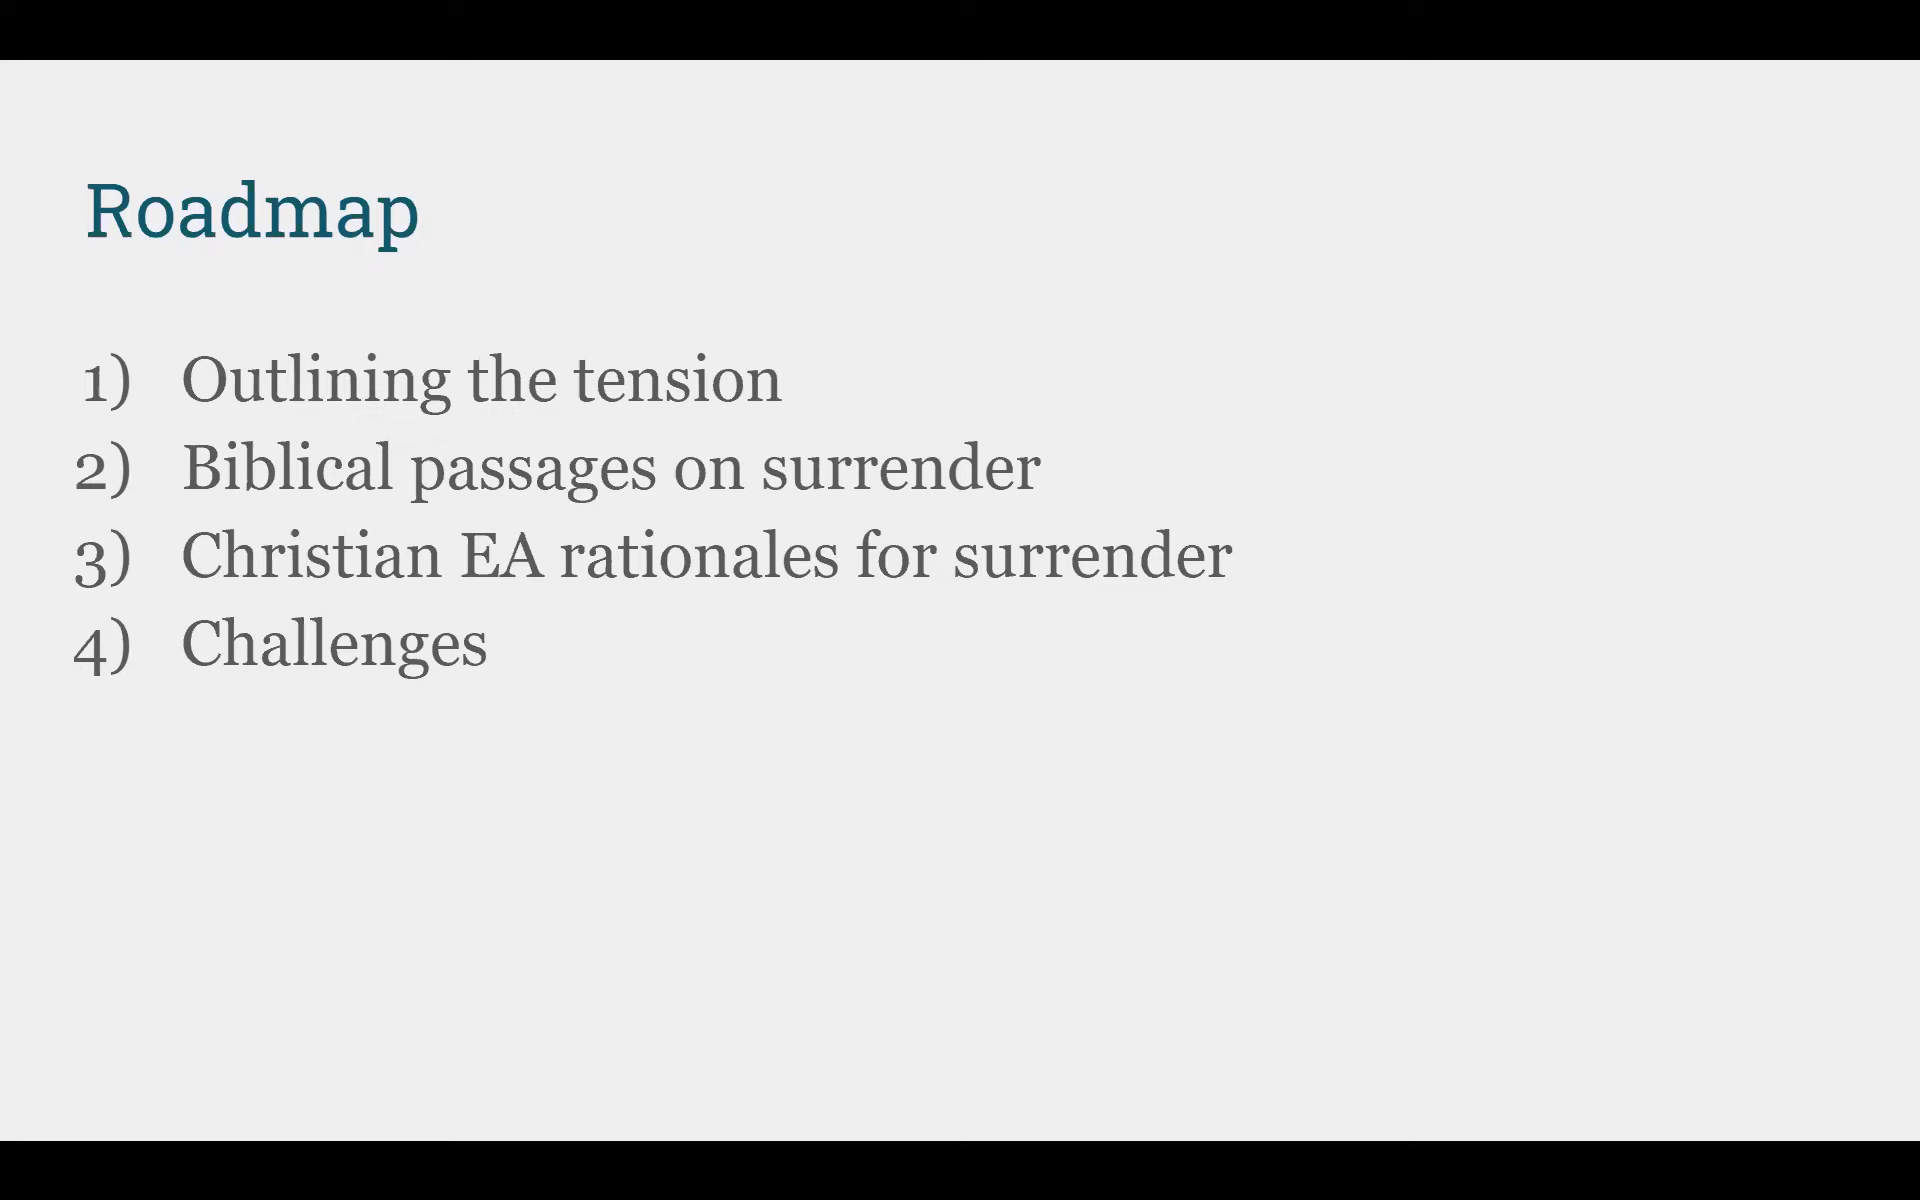 Roadmap
1) Outlining the tension
2) Biblical passages on surrender
3) Christian EA rationales for surrender
4) Challenges